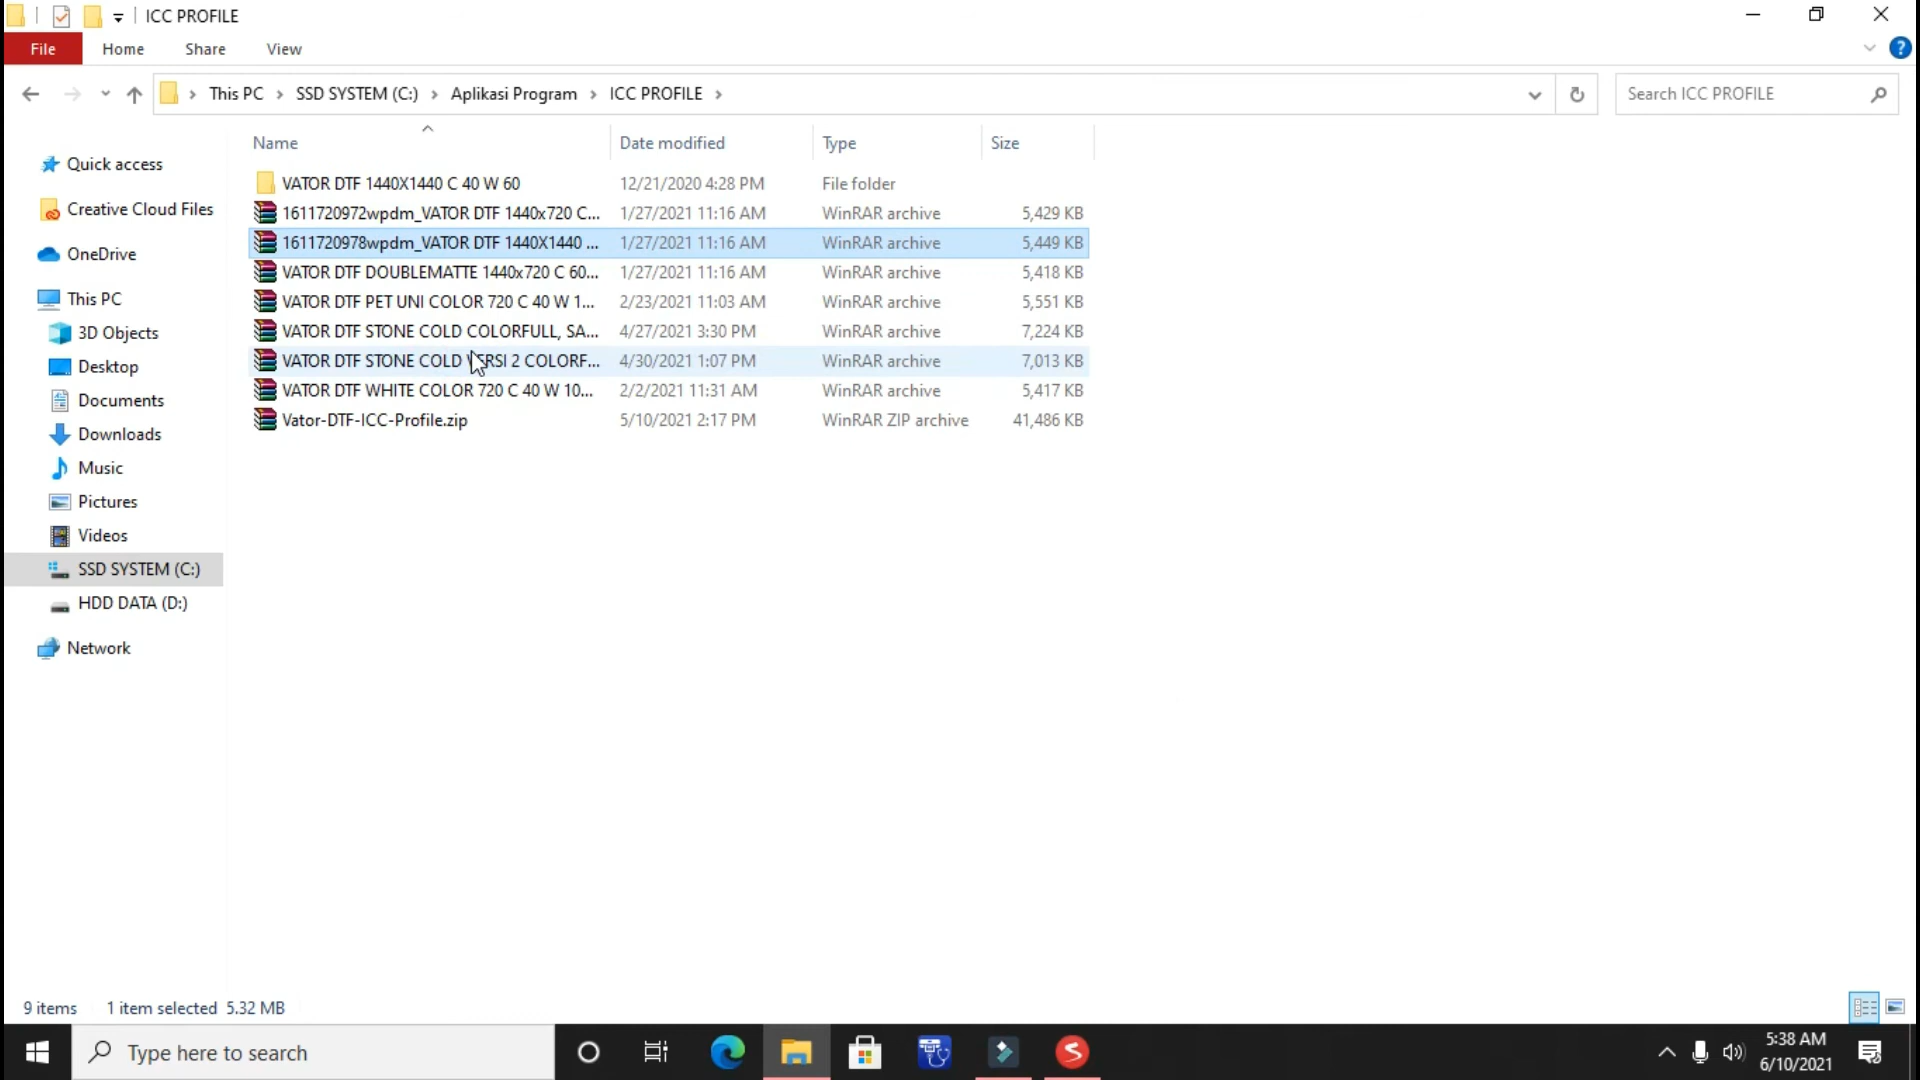 ICC PROFILE
File Home Share View
This PC SSD SYSTEM (C:) Aplikasi Program ICC PROFILE
Search ICC PROFILE
Name Date modified Type Size
Quick access
Creative Cloud Files
OneDrive
This PC
3D Objects
Desktop
Documents
Downloads
Music
Pictures
Videos
SSD SYSTEM (C:)
HDD DATA (D:)
Network
VATOR DTF 1440X1440 C 40 W 60 12/21/2020 4:28 PM File folder
1611720972wpdm_VATOR DTF 1440x720 C... 1/27/2021 11:16 AM WinRAR archive 5,429 KB
1611720978wpdm_VATOR DTF 1440X1440 ... 1/27/2021 11:16 AM WinRAR archive 5,449 KB
VATOR DTF DOUBLEMATTE 1440x720 C 60... 1/27/2021 11:16 AM WinRAR archive 5,418 KB
VATOR DTF PET UNI COLOR 720 C 40 W 1... 2/23/2021 11:03 AM WinRAR archive 5,551 KB
VATOR DTF STONE COLD COLORFULL, SA... 4/27/2021 3:30 PM WinRAR archive 7,224 KB
VATOR DTF STONE COLD VERSI 2 COLORF... 4/30/2021 1:07 PM WinRAR archive 7,013 KB
VATOR DTF WHITE COLOR 720 C 40 W 10... 2/2/2021 11:31 AM WinRAR archive 5,417 KB
Vator-DTF-ICC-Profile.zip 5/10/2021 2:17 PM WinRAR ZIP archive 41,486 KB
9 items 1 item selected 5.32 MB
Type here to search
5:38 AM
6/10/2021